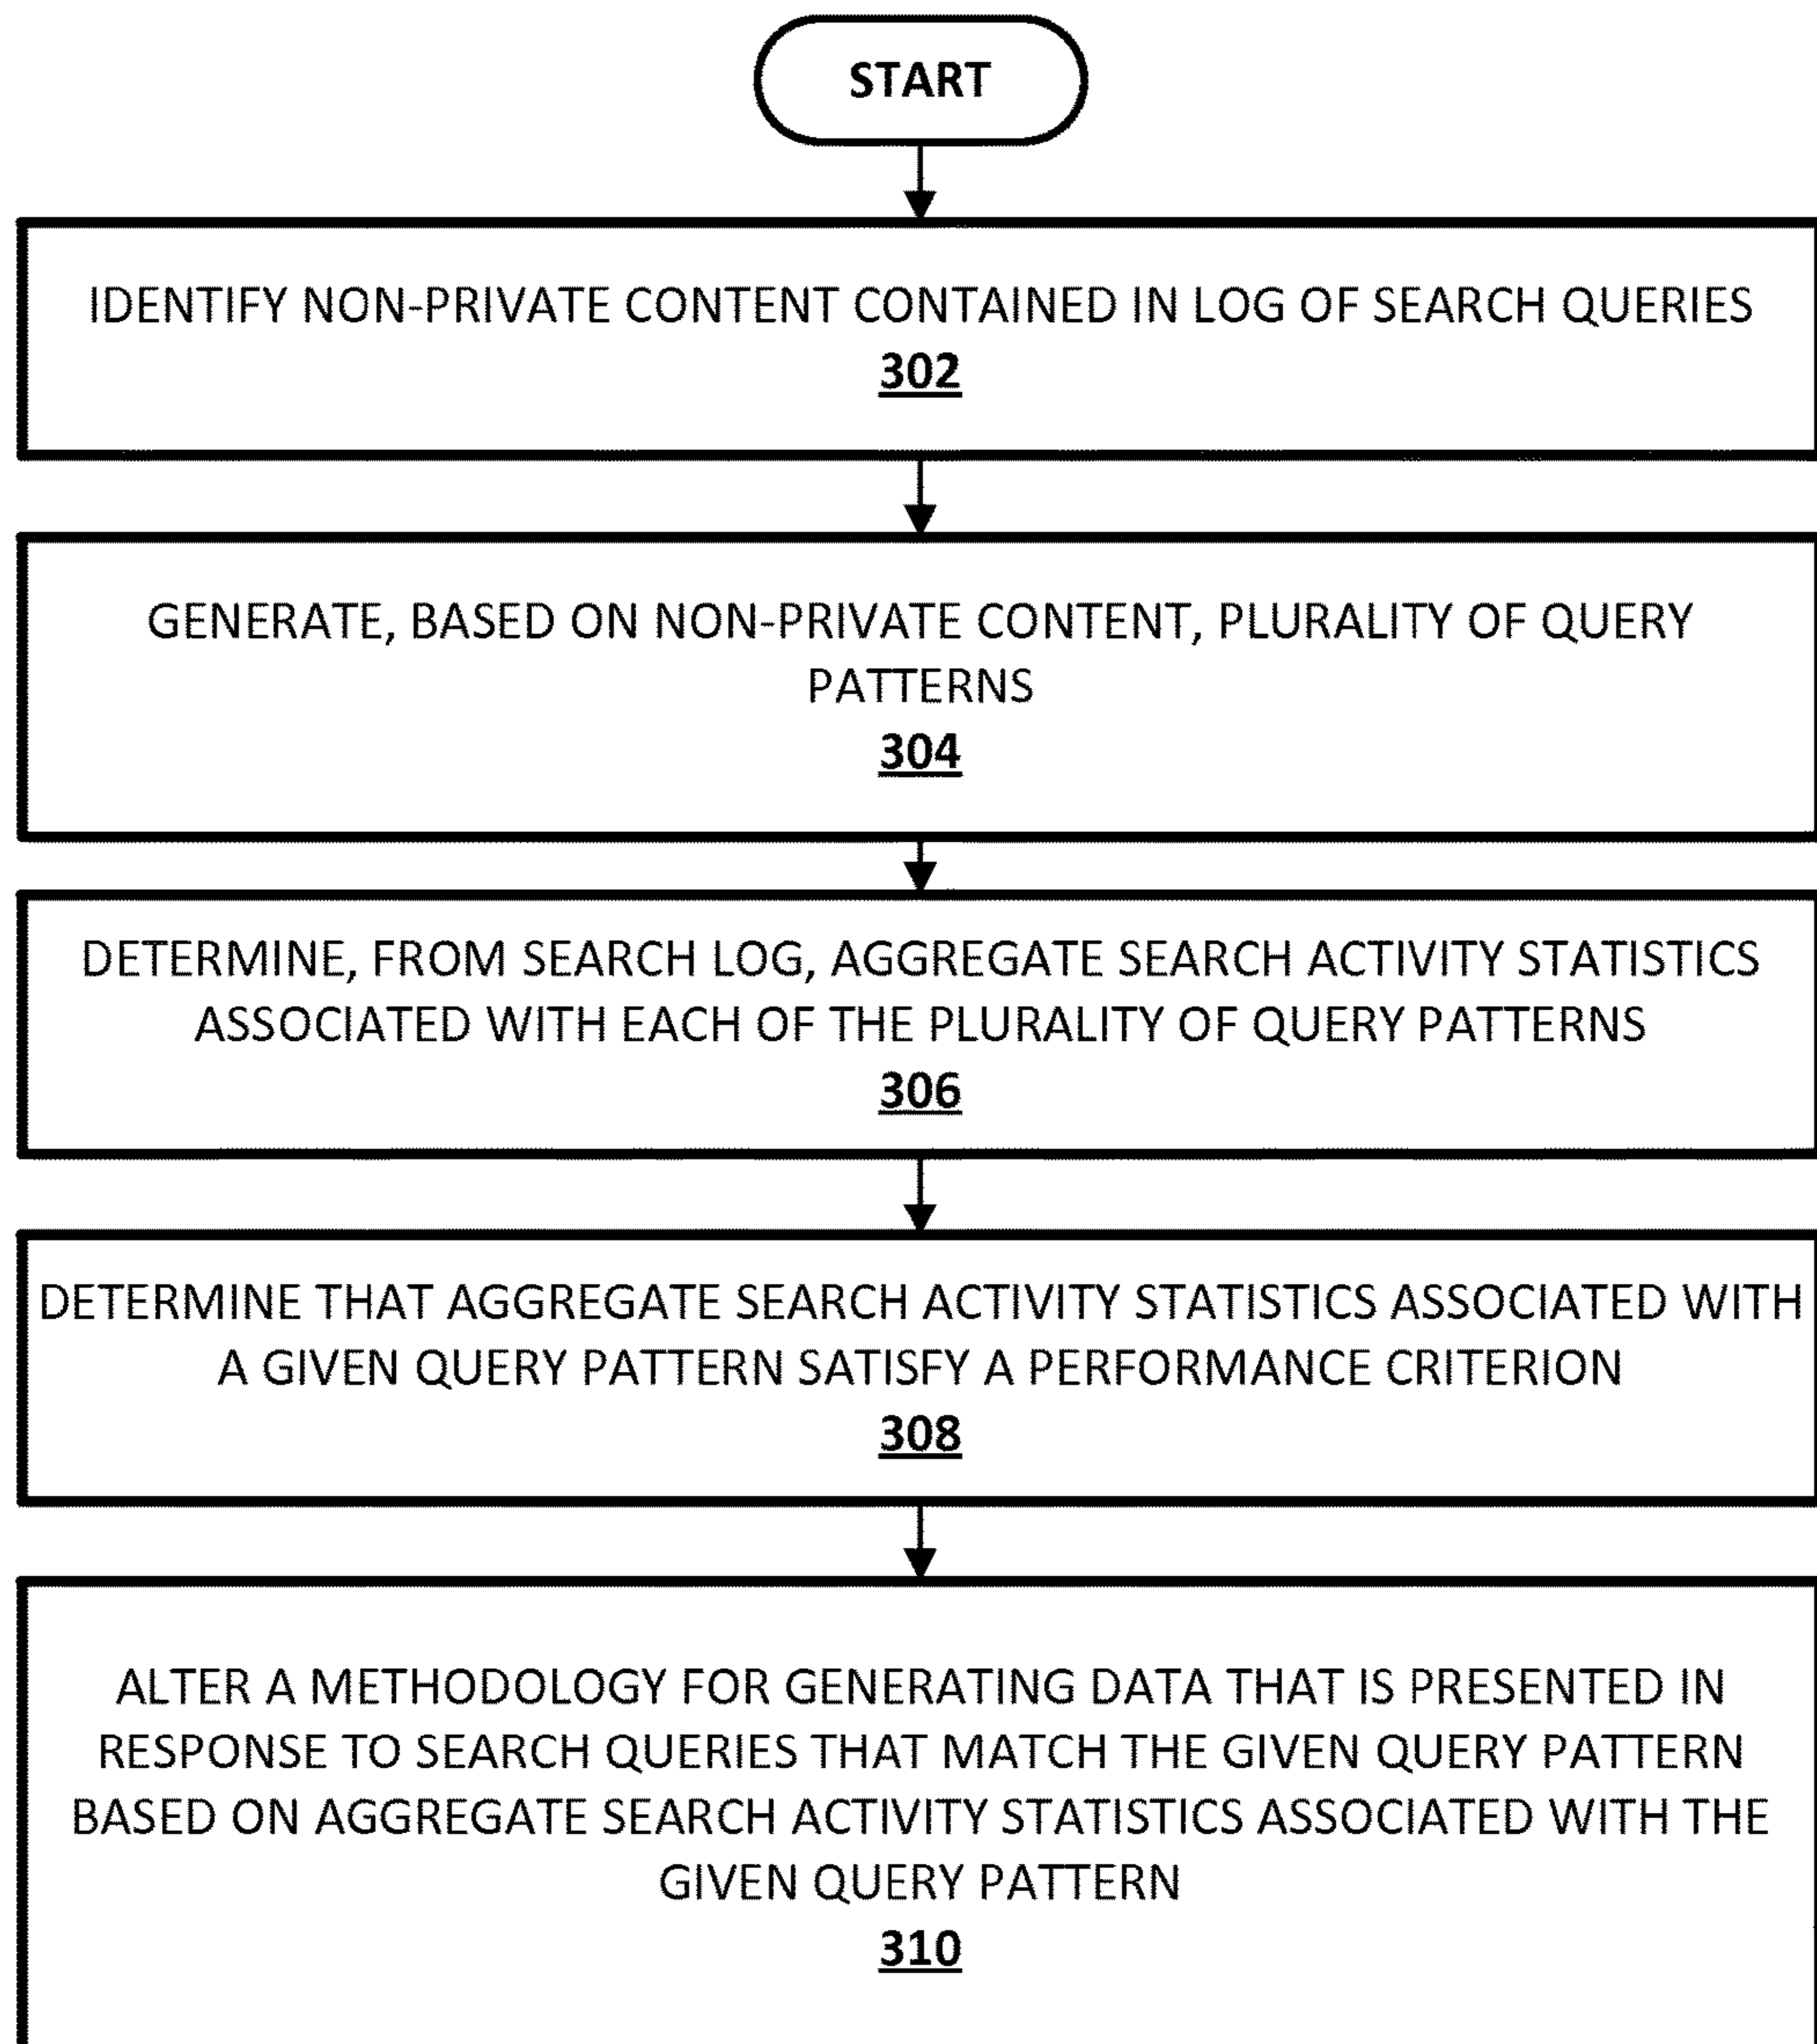 START
IDENTIFY NON-PRIVATE CONTENT CONTAINED IN LOG OF SEARCH QUERIES
302
GENERATE, BASED ON NON-PRIVATE CONTENT, PLURALITY OF QUERY
PATTERNS
304
DETERMINE, FROM SEARCH LOG, AGGREGATE SEARCH ACTIVITY STATISTICS
ASSOCIATED WITH EACH OF THE PLURALITY OF QUERY PATTERNS
306
DETERMINE THAT AGGREGATE SEARCH ACTIVITY STATISTICS ASSOCIATED WITH
A GIVEN QUERY PATTERN SATISFY A PERFORMANCE CRITERION
308
ALTER A METHODOLOGY FOR GENERATING DATA THAT IS PRESENTED IN
RESPONSE TO SEARCH QUERIES THAT MATCH THE GIVEN QUERY PATTERN
BASED ON AGGREGATE SEARCH ACTIVITY STATISTICS ASSOCIATED WITH THE
GIVEN QUERY PATTERN
310